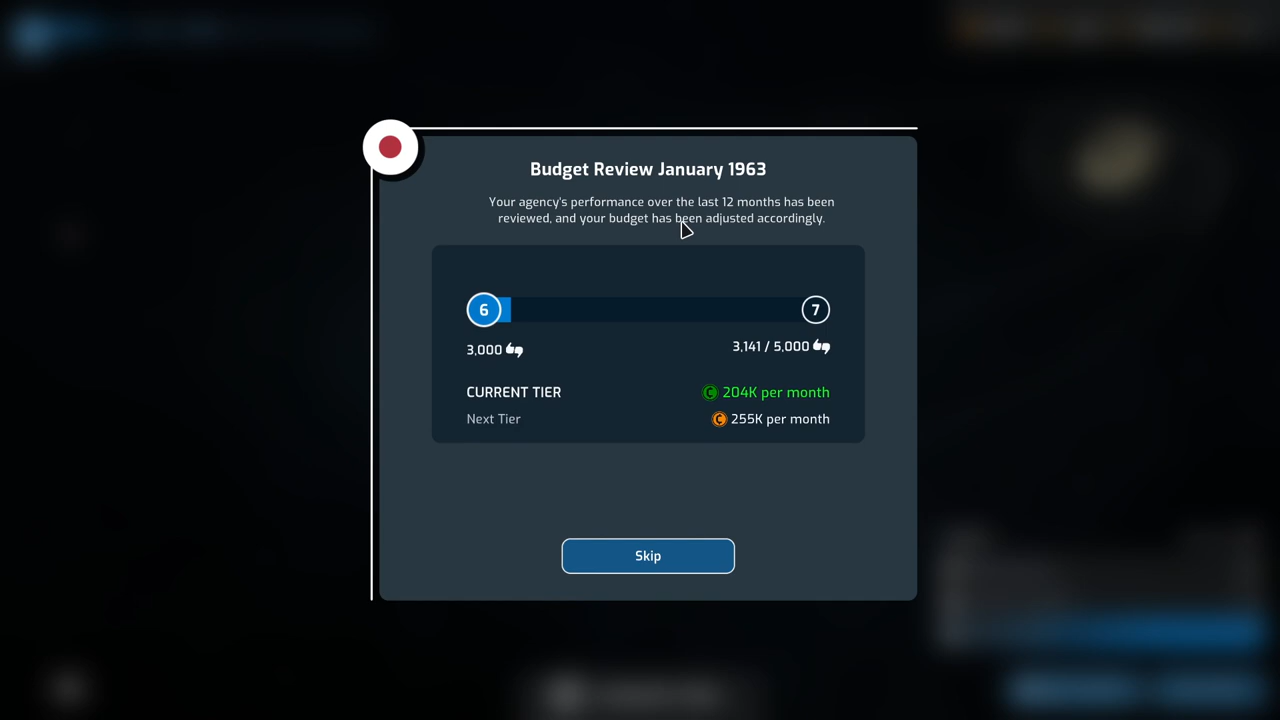 Budget Review January 1963
Your agency's performance over the last 12 months has been
reviewed, and your budget has been adjusted accordingly.
6
7
3,000
3,141 / 5,000
CURRENT TIER
C 204K per month
Next Tier
C 255K per month
Skip